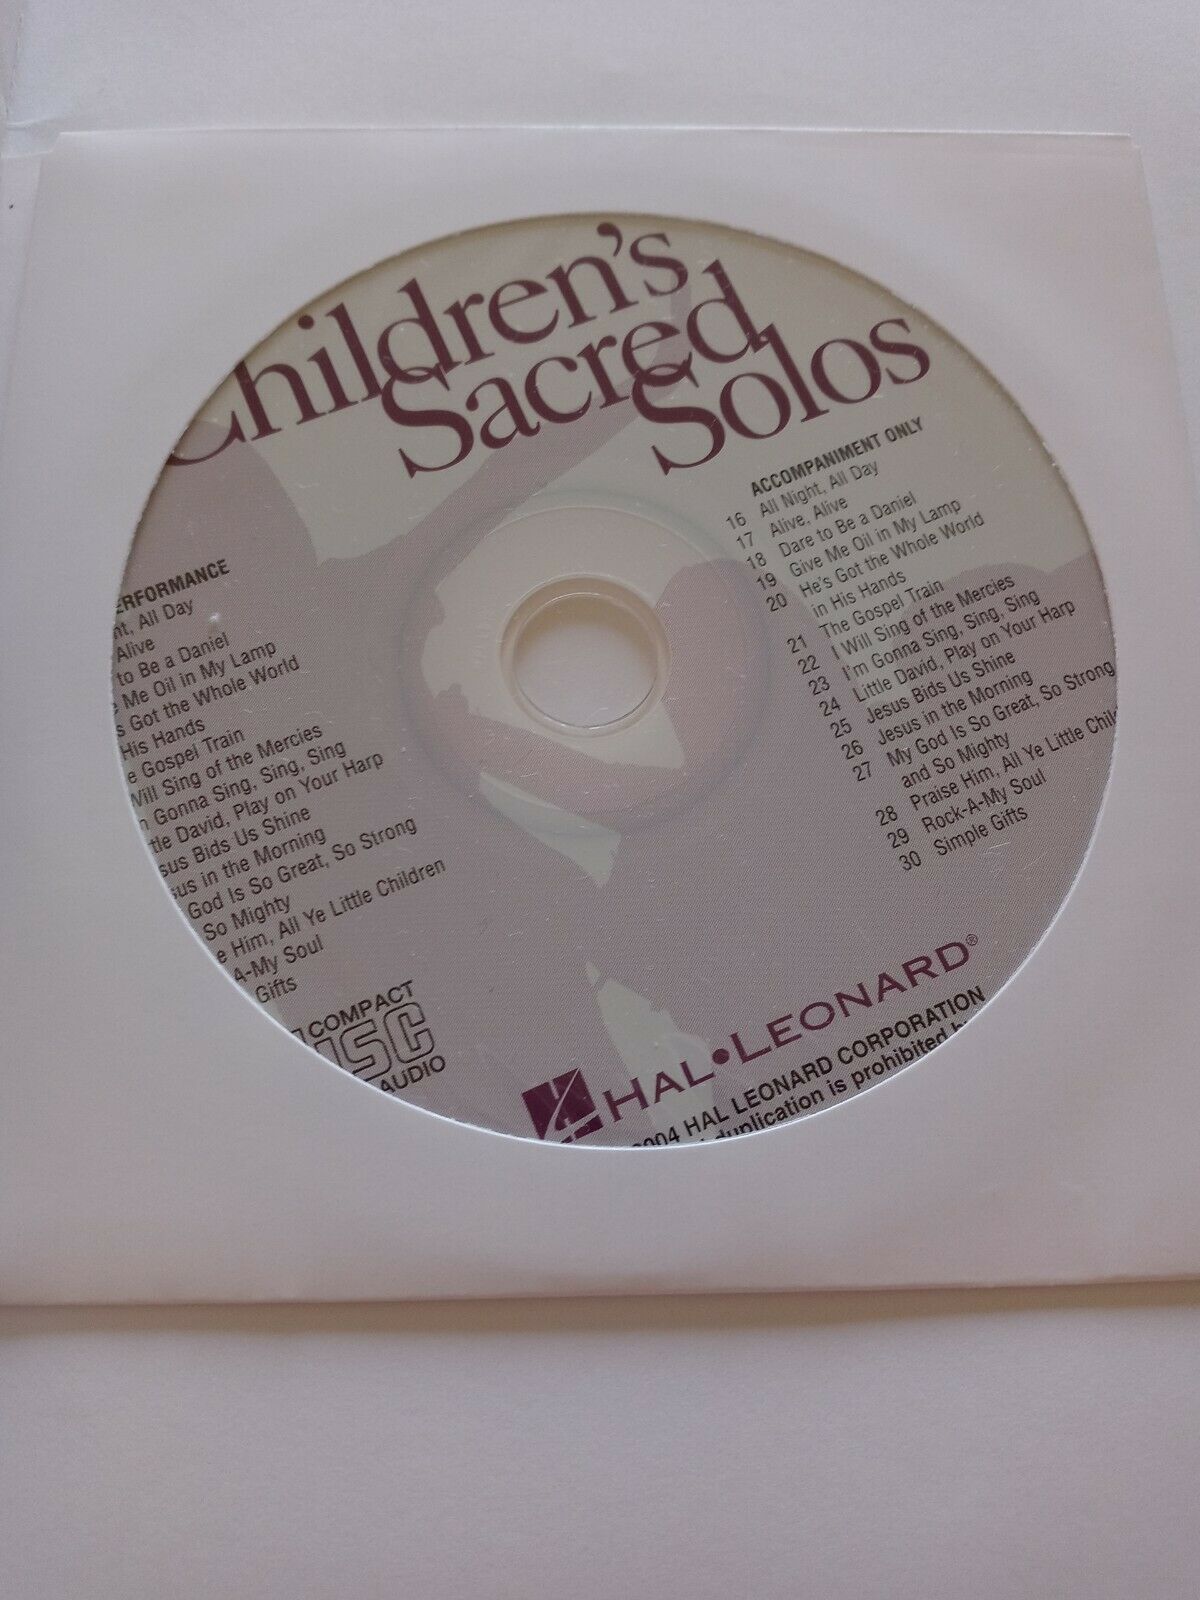 Children's
Sacred
Solos
ERFORMANCE
ht, All Day
Alive
to Be a Daniel
e Me Oil in My Lamp
s Got the Whole World
His Hands
e Gospel Train
Will Sing of the Mercies
n Gonna Sing, Sing, Sing
tle David, Play on Your Harp
sus Bids Us Shine
sus in the Morning
God Is So Great, So Strong
So Mighty
e Him, All Ye Little Children
A-My Soul
Gifts
ACCOMPANIMENT ONLY
16 All Night, All Day
17 Alive, Alive
18 Dare to Be a Daniel
19 Give Me Oil in My Lamp
20 He's Got the Whole World
in His Hands
21 The Gospel Train
22 I Will Sing of the Mercies
23 I'm Gonna Sing, Sing, Sing
24 Little David, Play on Your Harp
25 Jesus Bids Us Shine
26 Jesus in the Morning
27 My God Is So Great, So Strong
and So Mighty
28 Praise Him, All Ye Little Chil
29 Rock-A-My Soul
30 Simple Gifts
COMPACT
ISC
AUDIO
HAL•LEONARD®
2004 HAL LEONARD CORPORATION
duplication is prohibited